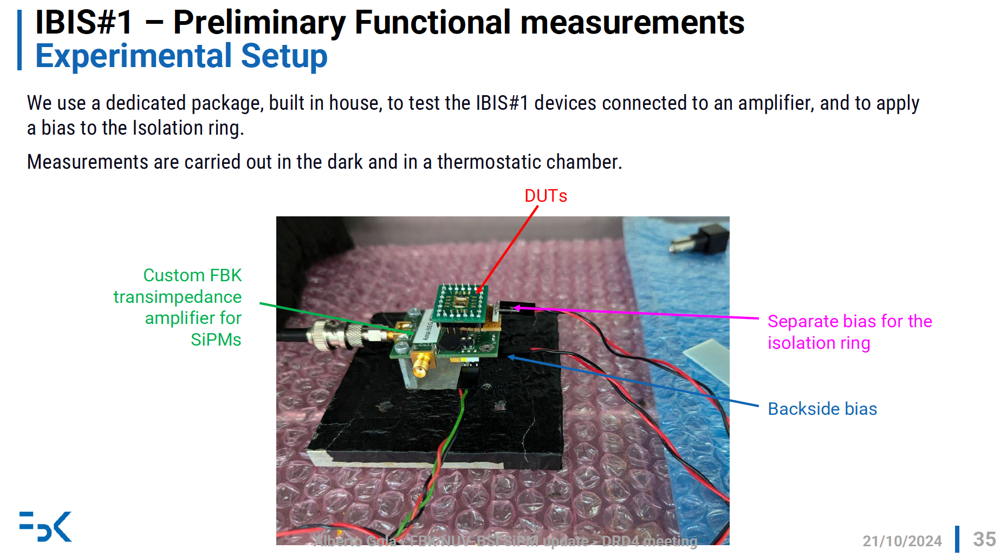 IBIS#1 – Preliminary Functional measurements
Experimental Setup
We use a dedicated package, built in house, to test the IBIS#1 devices connected to an amplifier, and to apply
a bias to the Isolation ring.
Measurements are carried out in the dark and in a thermostatic chamber.
DUTs
Custom FBK
transimpedance
amplifier for
SiPMs
Amp-NEG
Separate bias for the
isolation ring
Backside bias
FBK
Alberto Gola - FBK NUV-BSI SiPM update - DRD4 meeting
21/10/2024
35